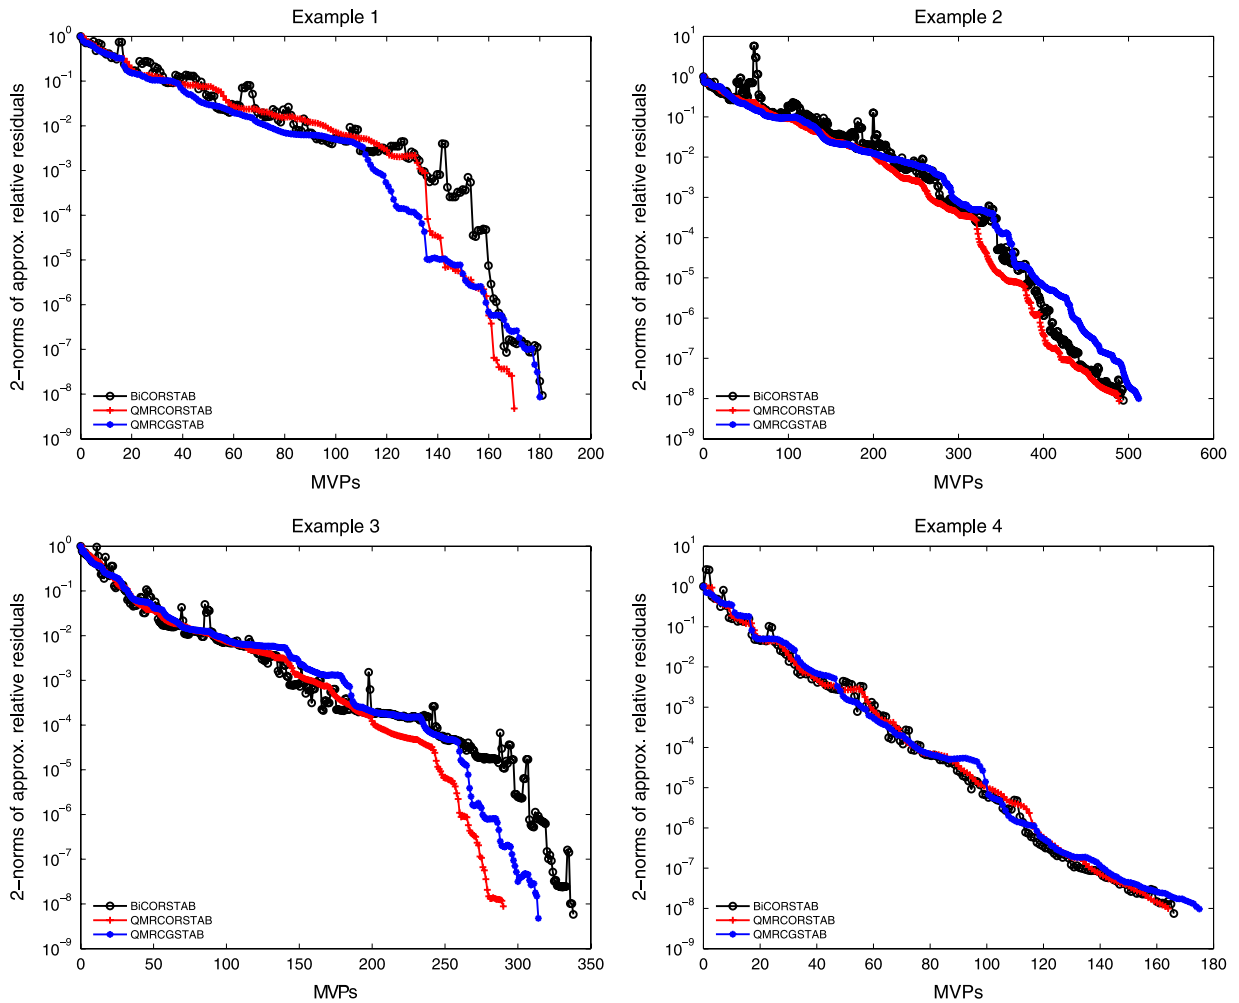 Example 1
10^0
10^-1
10^-2
10^-3
10^-4
10^-5
10^-6
10^-7
10^-8
10^-9
2-norms of approx. relative residuals
BiCORSTAB
QMRCORSTAB
QMRCGSTAB
0 20 40 60 80 100 120 140 160 180 200
MVPs
Example 2
10^1
10^0
10^-1
10^-2
10^-3
10^-4
10^-5
10^-6
10^-7
10^-8
10^-9
2-norms of approx. relative residuals
BiCORSTAB
QMRCORSTAB
QMRCGSTAB
0 100 200 300 400 500 600
MVPs
Example 3
10^0
10^-1
10^-2
10^-3
10^-4
10^-5
10^-6
10^-7
10^-8
10^-9
2-norms of approx. relative residuals
BiCORSTAB
QMRCORSTAB
QMRCGSTAB
0 50 100 150 200 250 300 350
MVPs
Example 4
10^1
10^0
10^-1
10^-2
10^-3
10^-4
10^-5
10^-6
10^-7
10^-8
10^-9
2-norms of approx. relative residuals
BiCORSTAB
QMRCORSTAB
QMRCGSTAB
0 20 40 60 80 100 120 140 160 180
MVPs